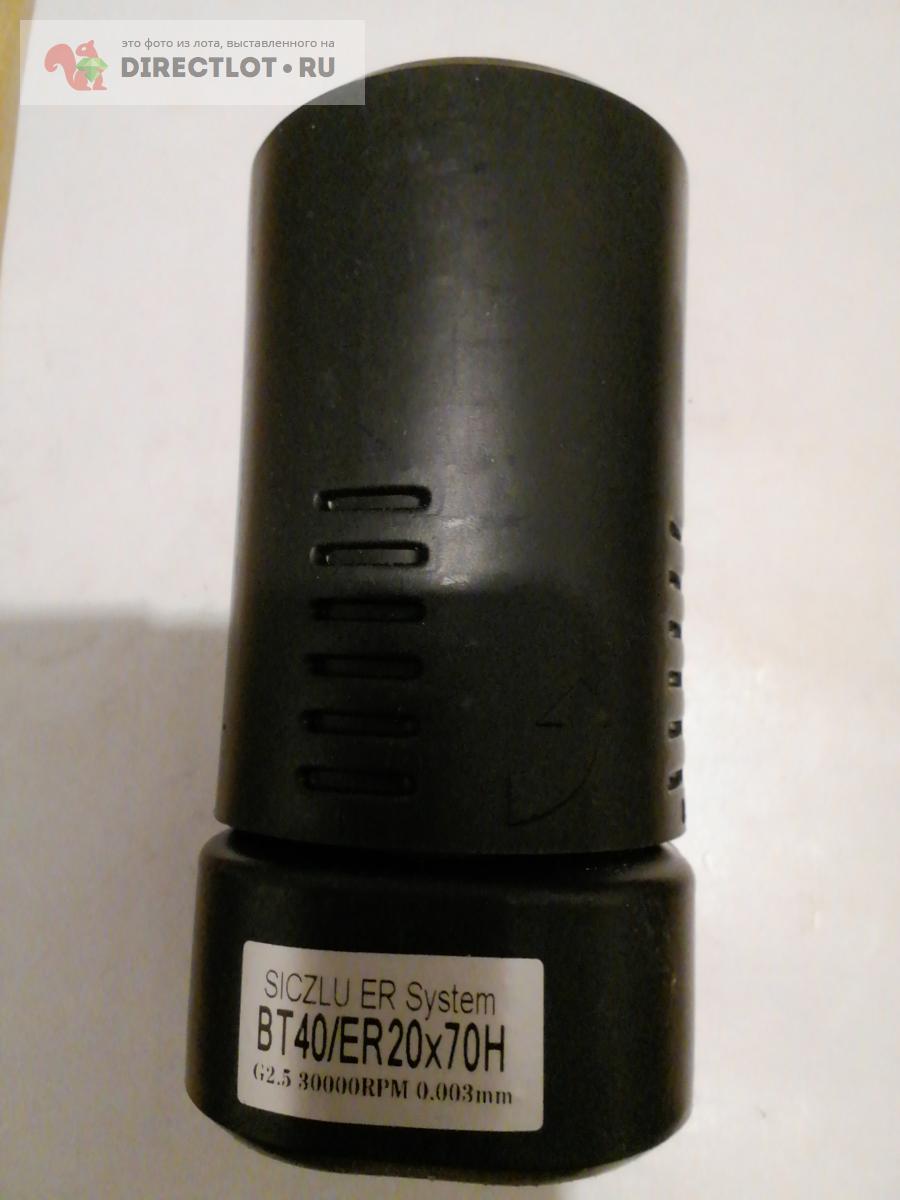 это фото из лота, выставленного на
DIRECTLOT•RU
SICZLU ER System
BT40/ER20x70H
G2.5 30000RPM 0.003mm